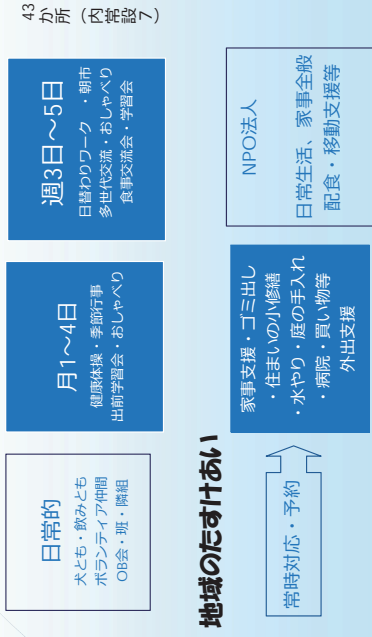 日常的
犬とも・飲みとも
ボランティア仲間
OB会・班・隣組
月1～4日
健康体操・季節行事
出前学習会・おしゃべり
週3日～5日
日替わりワーク ・朝市
多世代交流・おしゃべり
食事交流会・学習会
43
か所
（内常設
7）
地域のたすけあい
常時対応・予約
家事支援・ゴミ出し
・住まいの小修繕
・水やり・庭の手入れ
・病院・買い物等
外出支援
NPO法人
日常生活、家事全般
配食・移動支援等